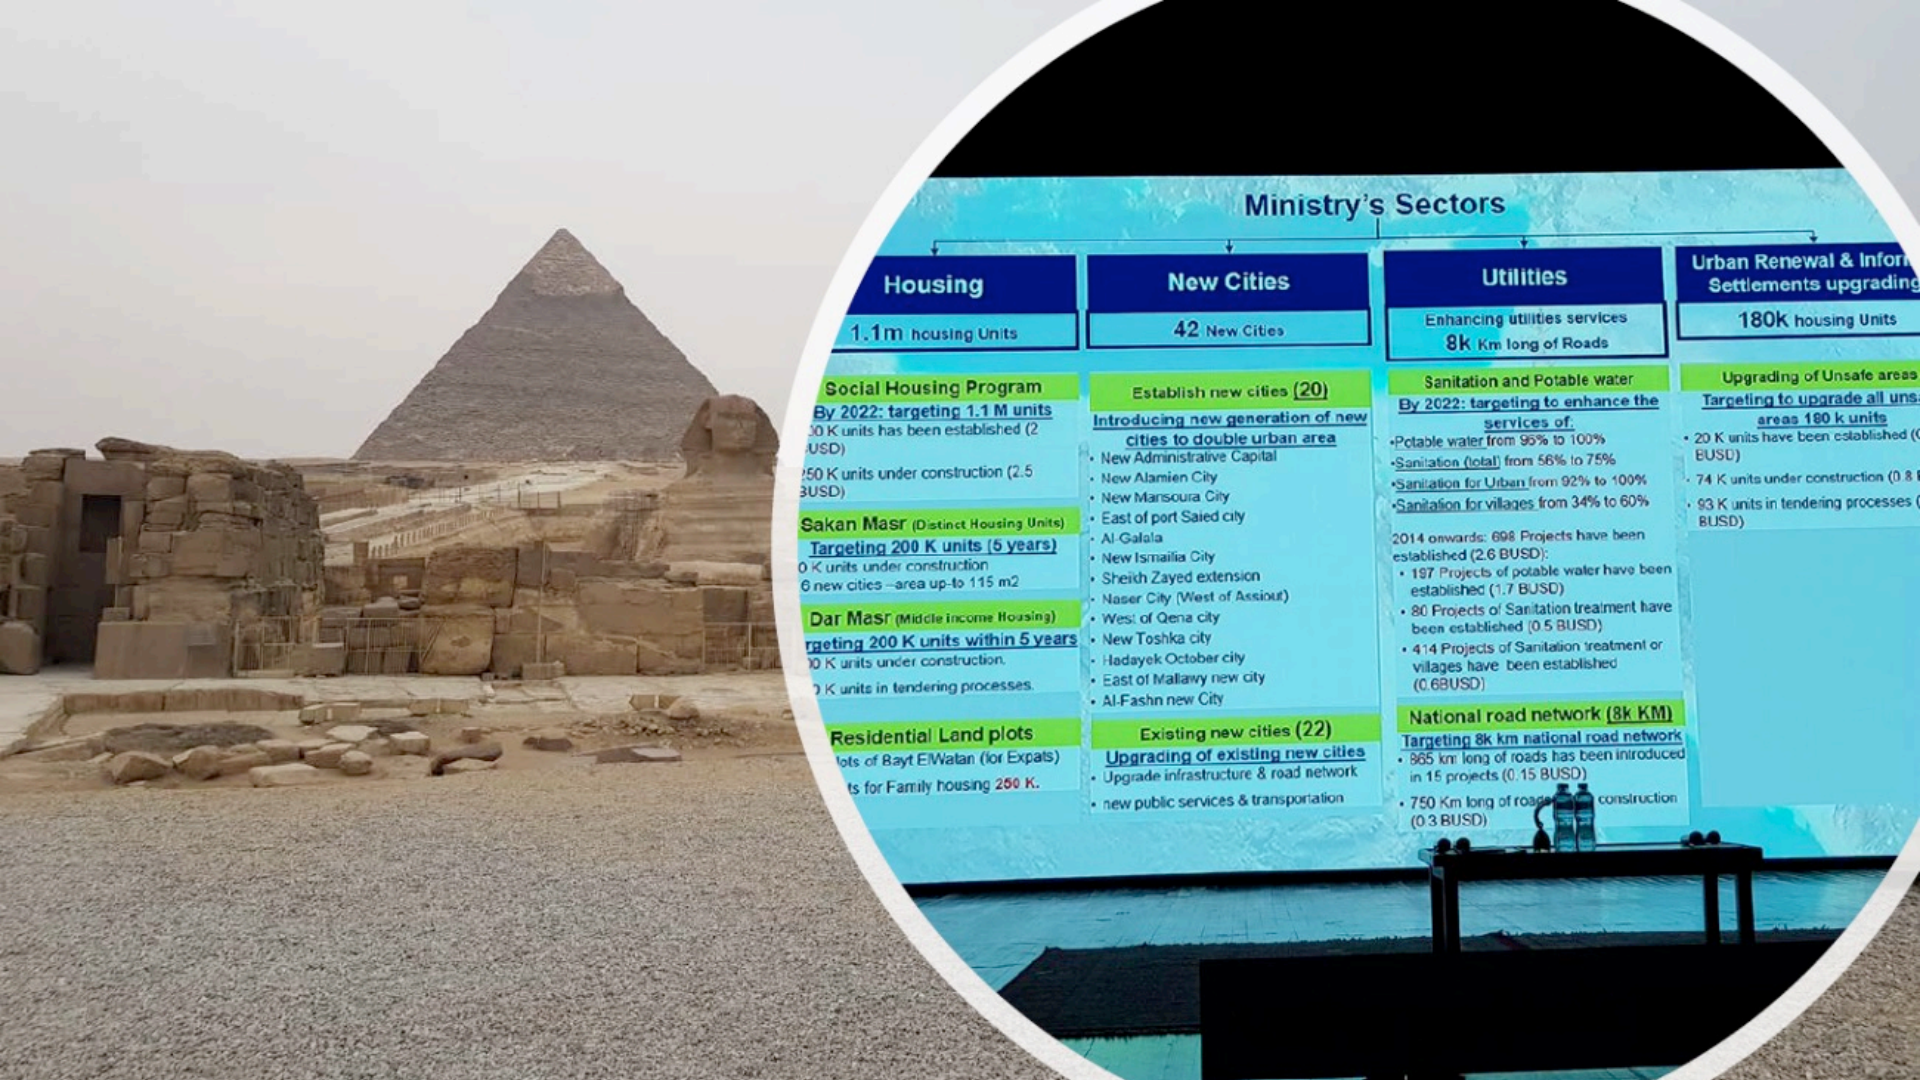 Ministry's Sectors
Housing
1.1m housing Units
Social Housing Program
By 2022: targeting 1.1 M units
K units has been established (2
USD)
50 K units under construction (2.5
BUSD)
Sakan Masr (Distinct Housing Units)
Targeting 200 K units (5 years)
0 K units under construction
6 new cities –area up-to 115 m2
Dar Masr (Middle income Housing)
rgeting 200 K units within 5 years
K units under construction.
K units in tendering processes.
Residential Land plots
lots of Bayt ElWatan (for Expats)
ts for Family housing 250 K.
New Cities
42 New Cities
Establish new cities (20)
Introducing new generation of new
cities to double urban area
• New Administrative Capital
• New Alamien City
• New Mansoura City
• East of port Saied city
• Al-Galala
• New Ismailia City
• Sheikh Zayed extension
• Naser City (West of Assiout)
• West of Qena city
• New Toshka city
• Hadayek October city
• East of Mallawy new city
• Al-Fashn new City
Existing new cities (22)
Upgrading of existing new cities
• Upgrade infrastructure & road network
• new public services & transportation
Utilities
Enhancing utilities services
8k Km long of Roads
Sanitation and Potable water
By 2022: targeting to enhance the
services of:
•Potable water from 96% to 100%
•Sanitation (total) from 56% to 75%
•Sanitation for Urban from 92% to 100%
•Sanitation for villages from 34% to 60%
2014 onwards: 698 Projects have been
established (2.6 BUSD):
• 197 Projects of potable water have been
established (1.7 BUSD)
• 80 Projects of Sanitation treatment have
been established (0.5 BUSD)
• 414 Projects of Sanitation treatment or
villages have been established
(0.6BUSD)
National road network (8k KM)
Targeting 8k km national road network
• 865 km long of roads has been introduced
in 15 projects (0.15 BUSD)
• 750 Km long of roads construction
(0.3 BUSD)
Urban Renewal & Infor
Settlements upgrading
180k housing Units
Upgrading of Unsafe areas
Targeting to upgrade all uns
areas 180 k units
• 20 K units have been established (
BUSD)
• 74 K units under construction (0.8
• 93 K units in tendering processes (
BUSD)